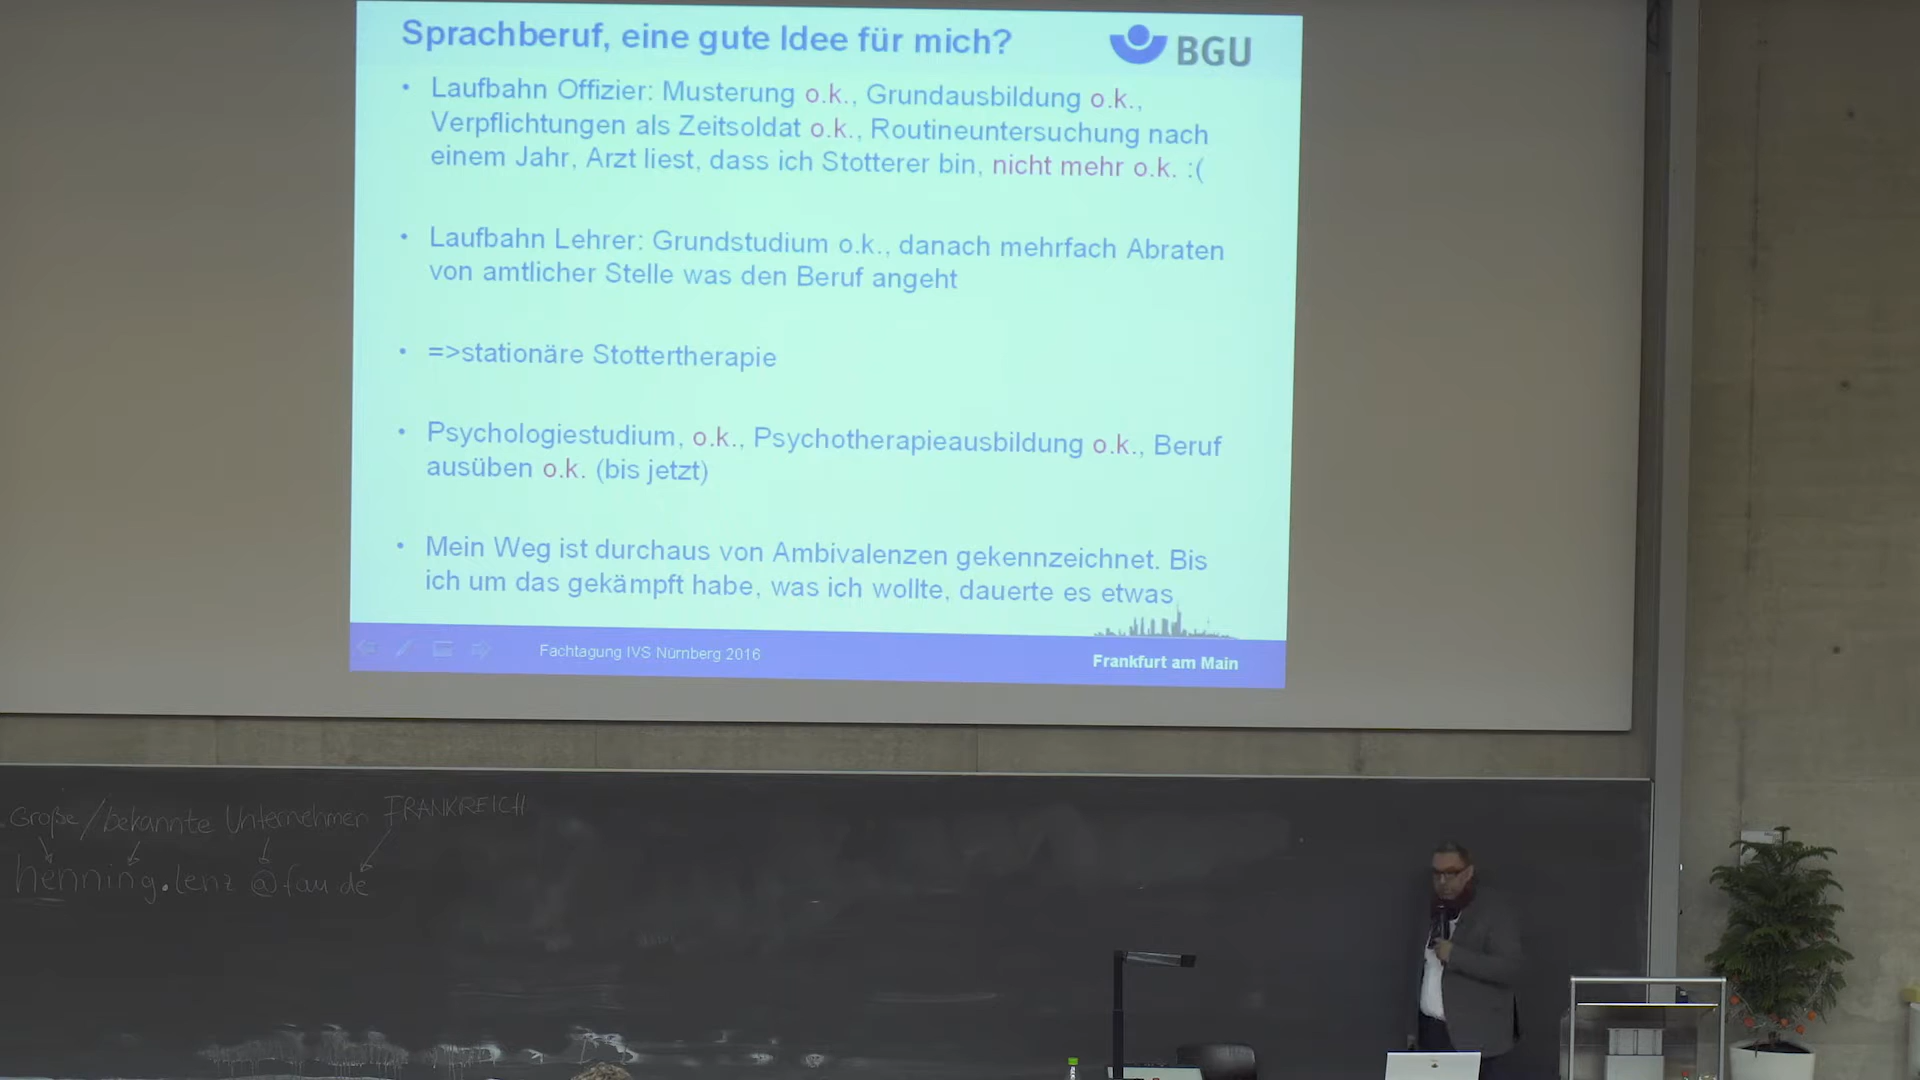 Sprachberuf, eine gute Idee für mich?
BGU
• Laufbahn Offizier: Musterung o.k., Grundausbildung o.k.,
Verpflichtungen als Zeitsoldat o.k., Routineuntersuchung nach
einem Jahr, Arzt liest, dass ich Stotterer bin, nicht mehr o.k. :(
• Laufbahn Lehrer: Grundstudium o.k., danach mehrfach Abraten
von amtlicher Stelle was den Beruf angeht
• =>stationäre Stottertherapie
• Psychologiestudium, o.k., Psychotherapieausbildung o.k., Beruf
ausüben o.k. (bis jetzt)
• Mein Weg ist durchaus von Ambivalenzen gekennzeichnet. Bis
ich um das gekämpft habe, was ich wollte, dauerte es etwas
Fachtagung IVS Nürnberg 2016
Frankfurt am Main
Große/bekannte Unternehmen FRANKREICH
henning.lenz @fau.de